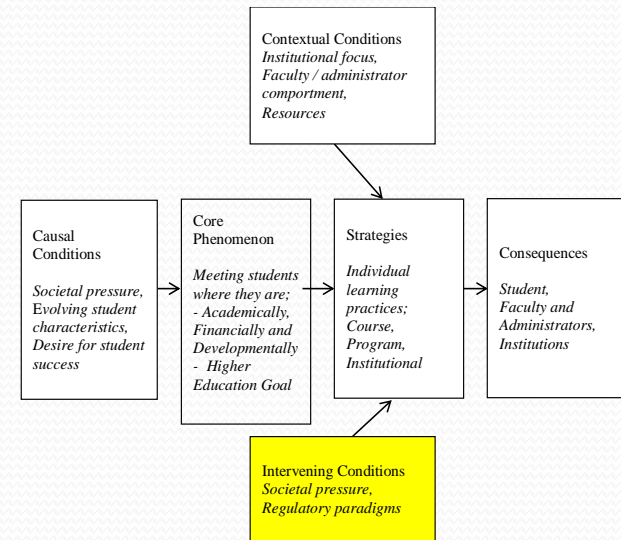 Contextual Conditions
Institutional focus,
Faculty / administrator
comportment,
Resources
Causal
Conditions
Societal pressure,
Evolving student
characteristics,
Desire for student
success
Core
Phenomenon
Meeting students
where they are;
- Academically,
Financially and
Developmentally
- Higher
Education Goal
Strategies
Individual
learning
practices;
Course,
Program,
Institutional
Consequences
Student,
Faculty and
Administrators,
Institutions
Intervening Conditions
Societal pressure,
Regulatory paradigms